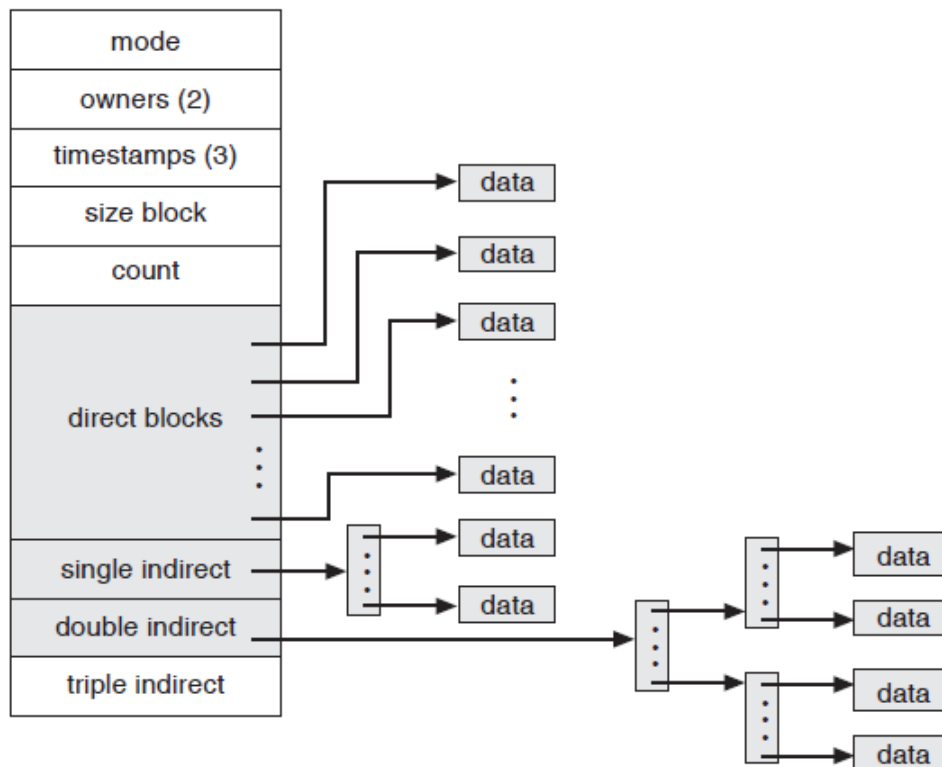 mode
owners (2)
timestamps (3)
size block
count
direct blocks
single indirect
double indirect
triple indirect
data
data
data
data
data
data
data
data
data
data